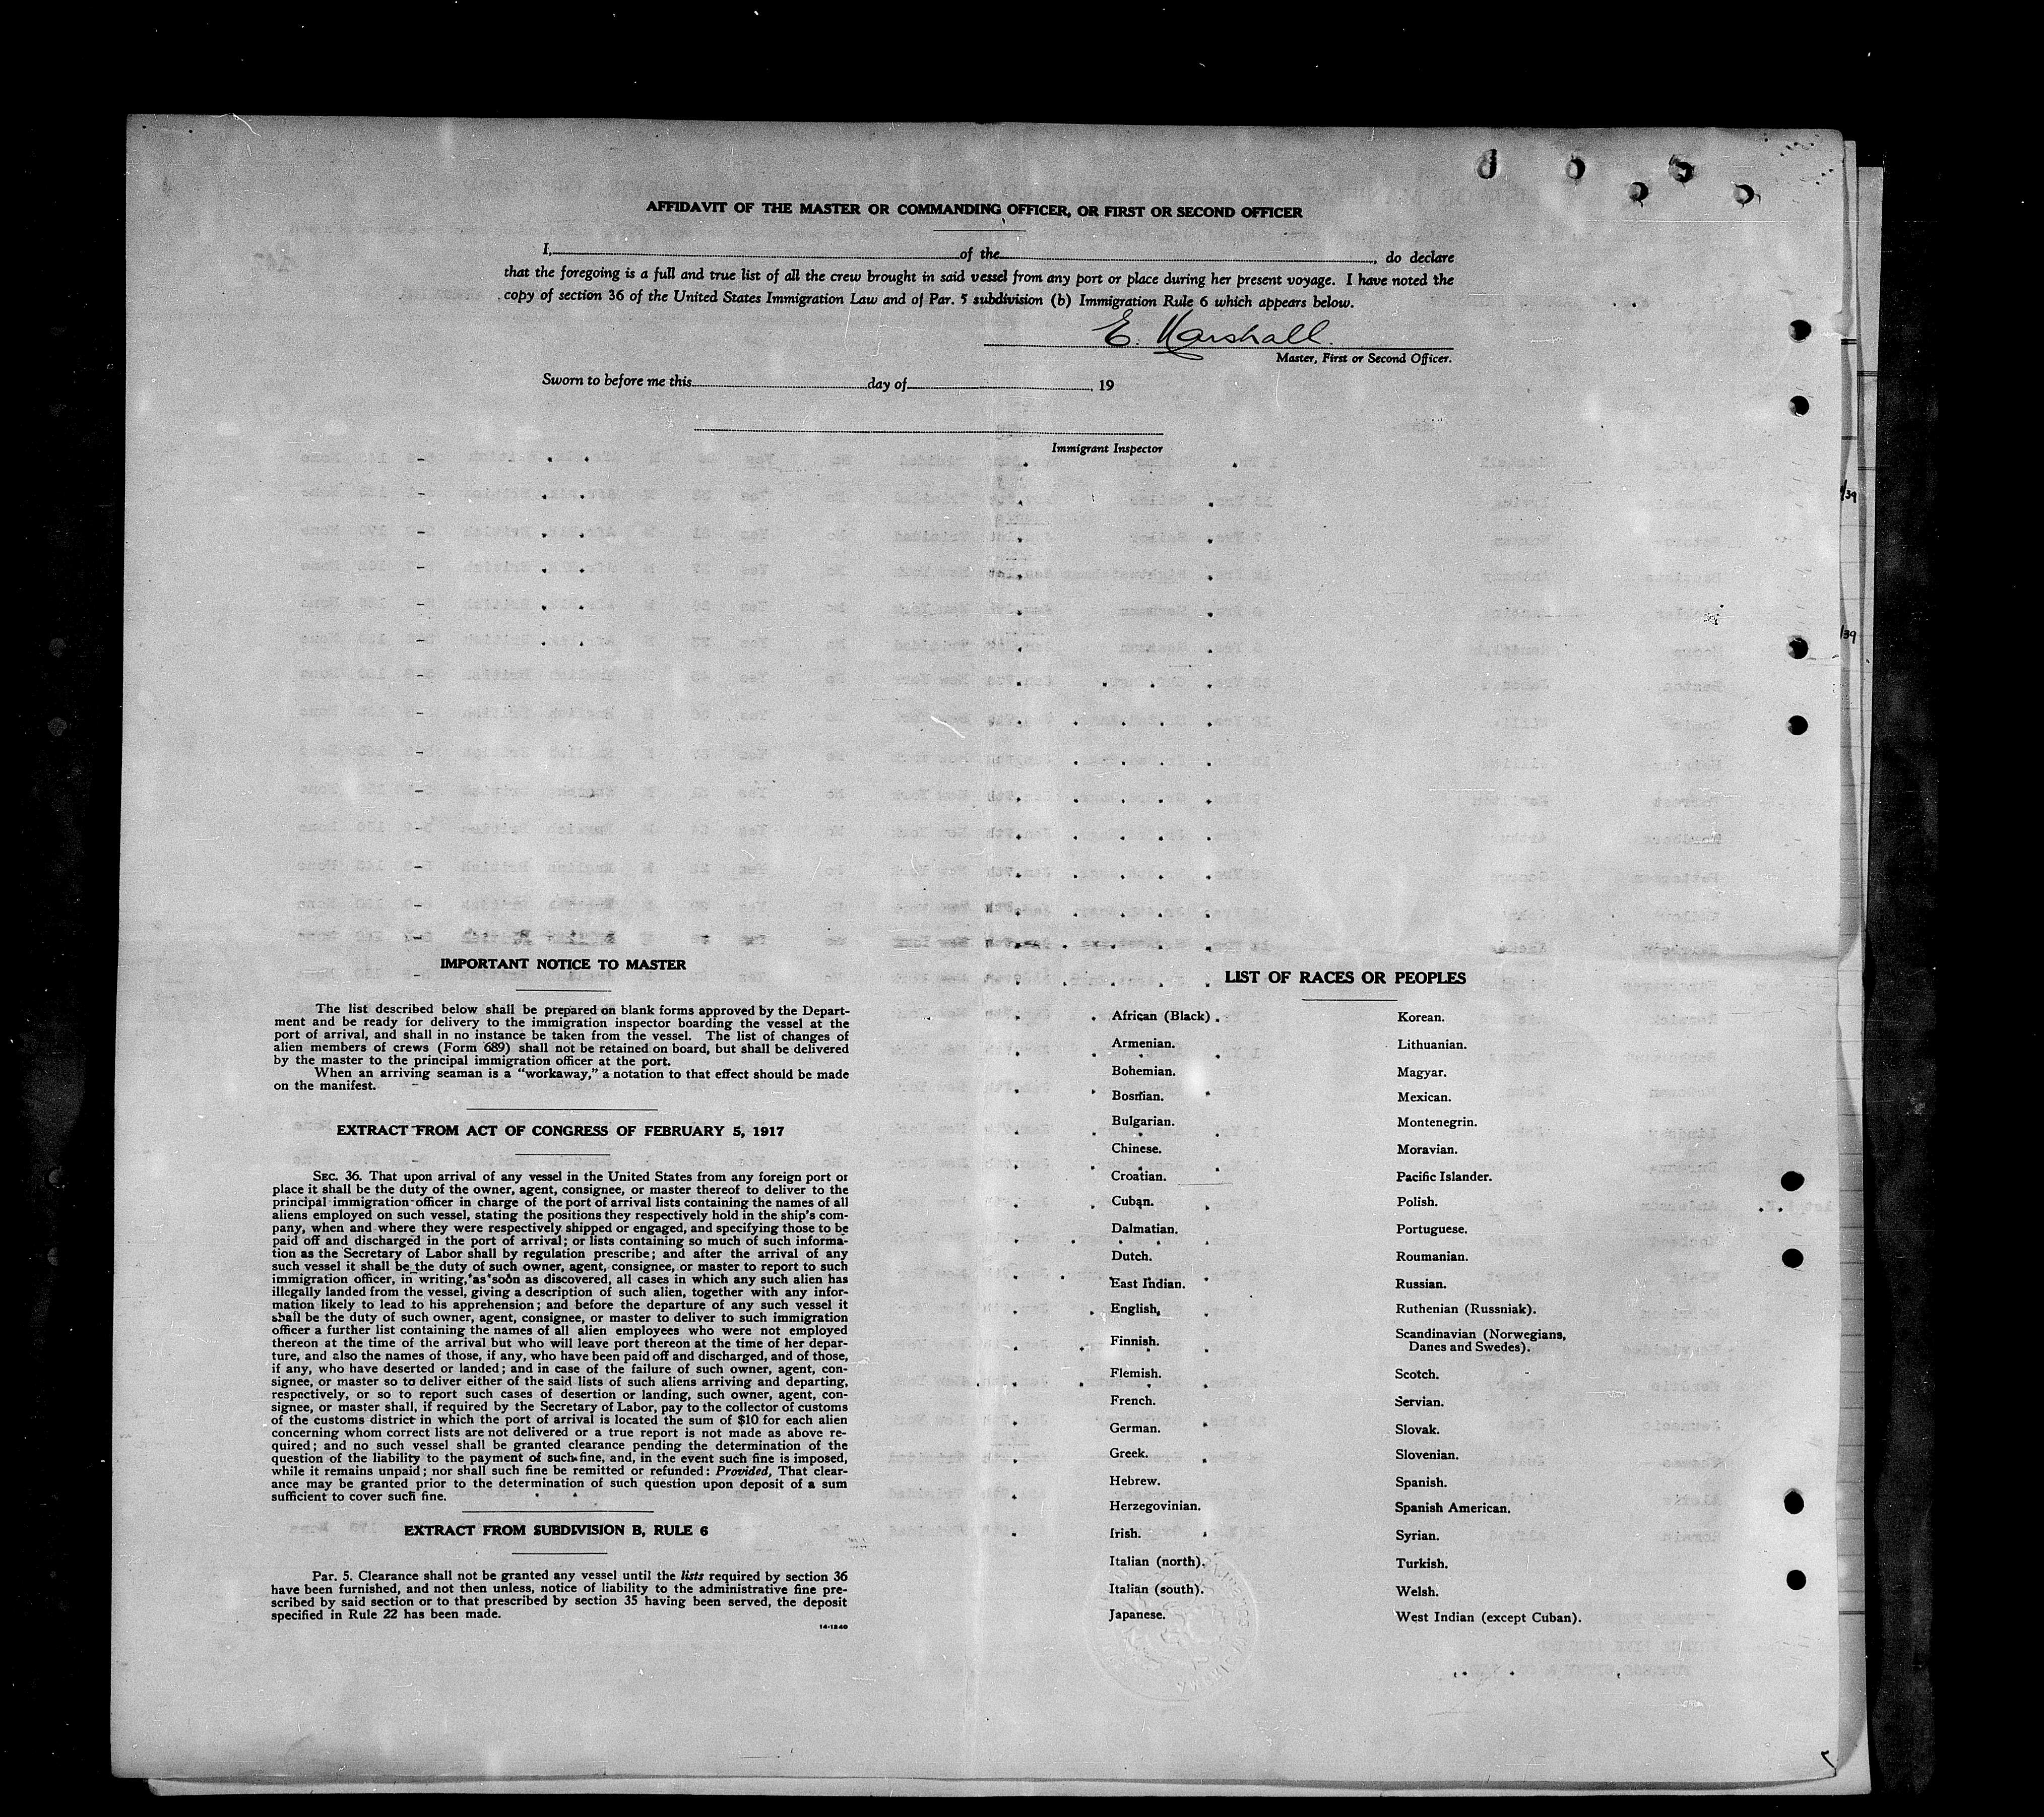 AFFIDAVIT OF THE MASTER OR COMMANDING OFFICER, OR FIRST OR SECOND OFFICER
I, of the , do declare
that the foregoing is a full and true list of all the crew brought in said vessel from any port or place during her present voyage. I have noted the
copy of section 36 of the United States Immigration Law and of Par. 5 subdivision (b) Immigration Rule 6 which appears below.
E. Marshall.
Master, First or Second Officer.
Sworn to before me this day of , 19
Immigrant Inspector
IMPORTANT NOTICE TO MASTER
The list described below shall be prepared on blank forms approved by the Depart-
ment and be ready for delivery to the immigration inspector boarding the vessel at the
port of arrival, and shall in no instance be taken from the vessel. The list of changes of
alien members of crews (Form 689) shall not be retained on board, but shall be delivered
by the master to the principal immigration officer at the port.
When an arriving seaman is a "workaway," a notation to that effect should be made
on the manifest.
EXTRACT FROM ACT OF CONGRESS OF FEBRUARY 5, 1917
SEC. 36. That upon arrival of any vessel in the United States from any foreign port or
place it shall be the duty of the owner, agent, consignee, or master thereof to deliver to the
principal immigration officer in charge of the port of arrival lists containing the names of all
aliens employed on such vessel, stating the positions they respectively hold in the ship's com-
pany, when and where they were respectively shipped or engaged, and specifying those to be
paid off and discharged in the port of arrival; or lists containing so much of such informa-
tion as the Secretary of Labor shall by regulation prescribe; and after the arrival of any
such vessel it shall be the duty of such owner, agent, consignee, or master to report to such
immigration officer, in writing, as soon as discovered, all cases in which any such alien has
illegally landed from the vessel, giving a description of such alien, together with any infor-
mation likely to lead to his apprehension; and before the departure of any such vessel it
shall be the duty of such owner, agent, consignee, or master to deliver to such immigration
officer a further list containing the names of all alien employees who were not employed
thereon at the time of the arrival but who will leave port thereon at the time of her depar-
ture, and also the names of those, if any, who have been paid off and discharged, and of those,
if any, who have deserted or landed; and in case of the failure of such owner, agent, con-
signee, or master so to deliver either of the said lists of such aliens arriving and departing,
respectively, or so to report such cases of desertion or landing, such owner, agent, con-
signee, or master shall, if required by the Secretary of Labor, pay to the collector of customs
of the customs district in which the port of arrival is located the sum of $10 for each alien
concerning whom correct lists are not delivered or a true report is not made as above re-
quired; and no such vessel shall be granted clearance pending the determination of the
question of the liability to the payment of such fine, and, in the event such fine is imposed,
while it remains unpaid; nor shall such fine be remitted or refunded: Provided, That clear-
ance may be granted prior to the determination of such question upon deposit of a sum
sufficient to cover such fine.
EXTRACT FROM SUBDIVISION B, RULE 6
Par. 5. Clearance shall not be granted any vessel until the lists required by section 36
have been furnished, and not then unless, notice of liability to the administrative fine pre-
scribed by said section or to that prescribed by section 35 having been served, the deposit
specified in Rule 22 has been made.
14-1240
LIST OF RACES OR PEOPLES
African (Black).
Armenian.
Bohemian.
Bosnian.
Bulgarian.
Chinese.
Croatian.
Cuban.
Dalmatian.
Dutch.
East Indian.
English.
Finnish.
Flemish.
French.
German.
Greek.
Hebrew.
Herzegovinian.
Irish.
Italian (north).
Italian (south).
Japanese.
Korean.
Lithuanian.
Magyar.
Mexican.
Montenegrin.
Moravian.
Pacific Islander.
Polish.
Portuguese.
Roumanian.
Russian.
Ruthenian (Russniak).
Scandinavian (Norwegians,
Danes and Swedes).
Scotch.
Servian.
Slovak.
Slovenian.
Spanish.
Spanish American.
Syrian.
Turkish.
Welsh.
West Indian (except Cuban).